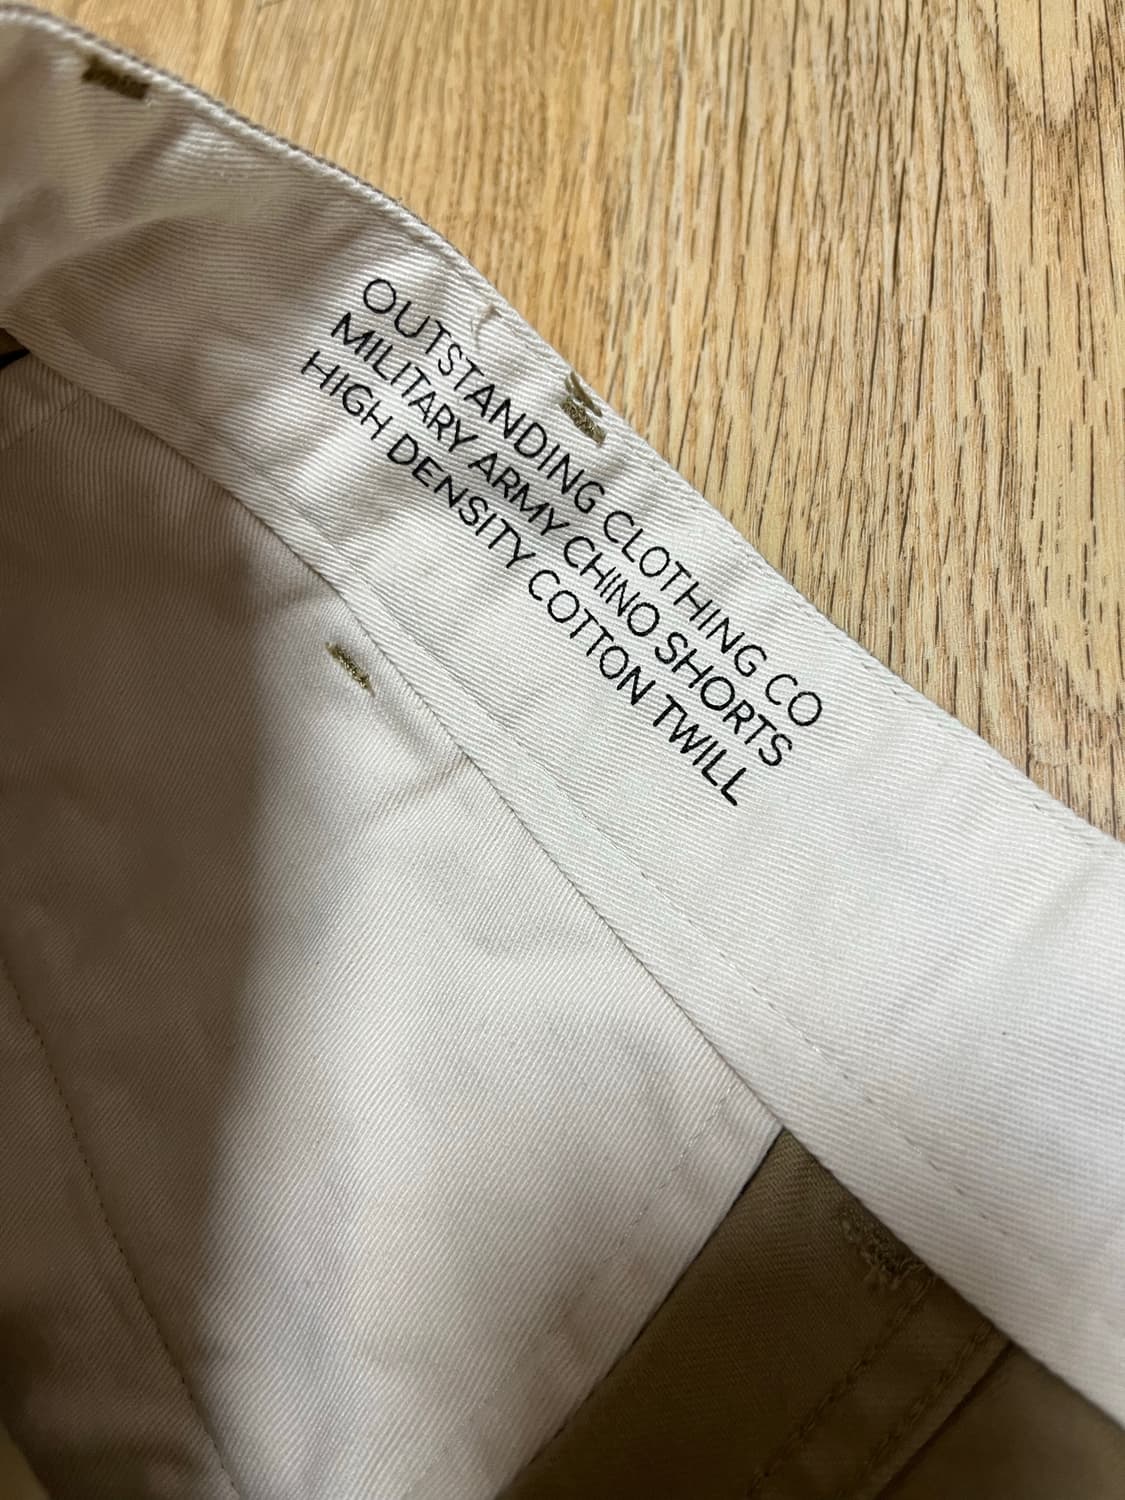 OUTSTANDING CLOTHING CO
MILITARY ARMY CHINO SHORTS
HIGH DENSITY COTTON TWILL